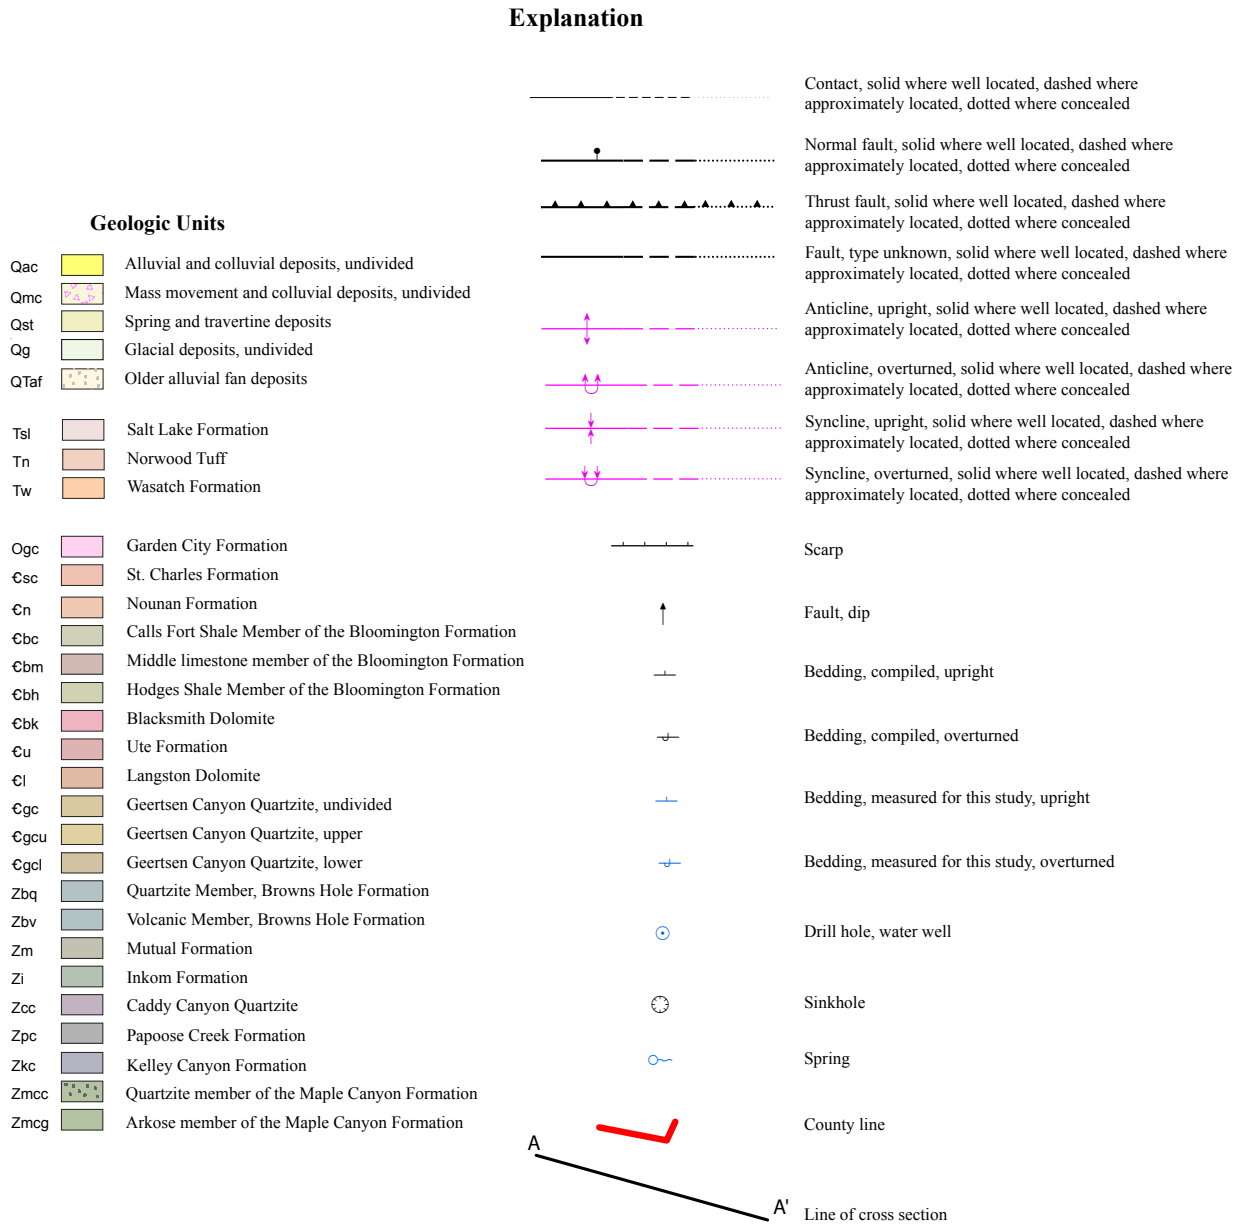 Explanation
Geologic Units
Qac Alluvial and colluvial deposits, undivided
Qmc Mass movement and colluvial deposits, undivided
Qst Spring and travertine deposits
Qg Glacial deposits, undivided
QTaf Older alluvial fan deposits
Tsl Salt Lake Formation
Tn Norwood Tuff
Tw Wasatch Formation
Ogc Garden City Formation
Ꞓsc St. Charles Formation
Ꞓn Nounan Formation
Ꞓbc Calls Fort Shale Member of the Bloomington Formation
Ꞓbm Middle limestone member of the Bloomington Formation
Ꞓbh Hodges Shale Member of the Bloomington Formation
Ꞓbk Blacksmith Dolomite
Ꞓu Ute Formation
Ꞓl Langston Dolomite
Ꞓgc Geertsen Canyon Quartzite, undivided
Ꞓgcu Geertsen Canyon Quartzite, upper
Ꞓgcl Geertsen Canyon Quartzite, lower
Zbq Quartzite Member, Browns Hole Formation
Zbv Volcanic Member, Browns Hole Formation
Zm Mutual Formation
Zi Inkom Formation
Zcc Caddy Canyon Quartzite
Zpc Papoose Creek Formation
Zkc Kelley Canyon Formation
Zmcc Quartzite member of the Maple Canyon Formation
Zmcg Arkose member of the Maple Canyon Formation
Contact, solid where well located, dashed where
approximately located, dotted where concealed
Normal fault, solid where well located, dashed where
approximately located, dotted where concealed
Thrust fault, solid where well located, dashed where
approximately located, dotted where concealed
Fault, type unknown, solid where well located, dashed where
approximately located, dotted where concealed
Anticline, upright, solid where well located, dashed where
approximately located, dotted where concealed
Anticline, overturned, solid where well located, dashed where
approximately located, dotted where concealed
Syncline, upright, solid where well located, dashed where
approximately located, dotted where concealed
Syncline, overturned, solid where well located, dashed where
approximately located, dotted where concealed
Scarp
Fault, dip
Bedding, compiled, upright
Bedding, compiled, overturned
Bedding, measured for this study, upright
Bedding, measured for this study, overturned
Drill hole, water well
Sinkhole
Spring
County line
A
A'
Line of cross section